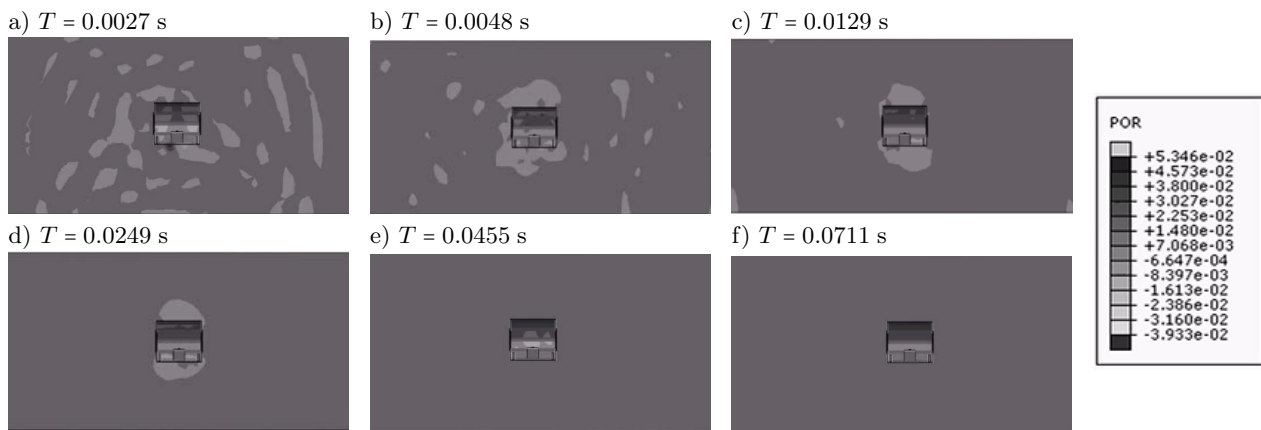 a) T = 0.0027 s
b) T = 0.0048 s
c) T = 0.0129 s
d) T = 0.0249 s
e) T = 0.0455 s
f) T = 0.0711 s
POR
+5.346e-02
+4.573e-02
+3.800e-02
+3.027e-02
+2.253e-02
+1.480e-02
+7.068e-03
-6.647e-04
-8.397e-03
-1.613e-02
-2.386e-02
-3.160e-02
-3.933e-02